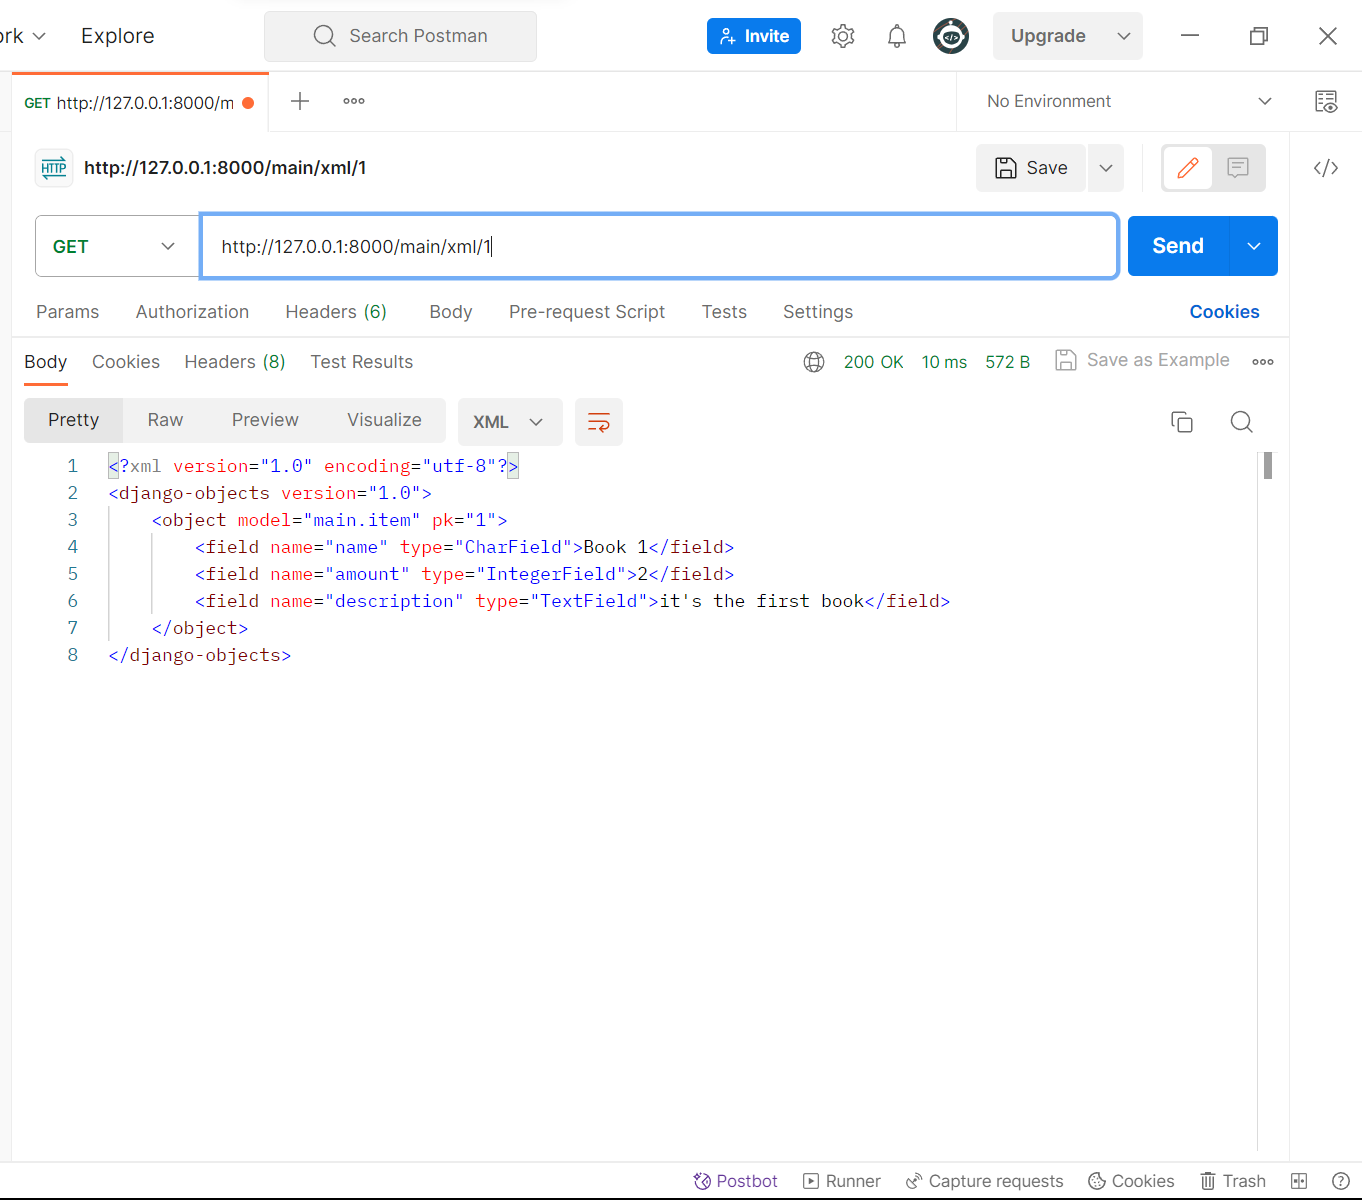 ork Explore Search Postman Invite Upgrade
GET http://127.0.0.1:8000/m No Environment
HTTP http://127.0.0.1:8000/main/xml/1 Save
GET http://127.0.0.1:8000/main/xml/1 Send
Params Authorization Headers (6) Body Pre-request Script Tests Settings Cookies
Body Cookies Headers (8) Test Results 200 OK 10 ms 572 B Save as Example
Pretty Raw Preview Visualize XML
1 <?xml version="1.0" encoding="utf-8"?>
2 <django-objects version="1.0">
3 <object model="main.item" pk="1">
4 <field name="name" type="CharField">Book 1</field>
5 <field name="amount" type="IntegerField">2</field>
6 <field name="description" type="TextField">it's the first book</field>
7 </object>
8 </django-objects>
Postbot Runner Capture requests Cookies Trash